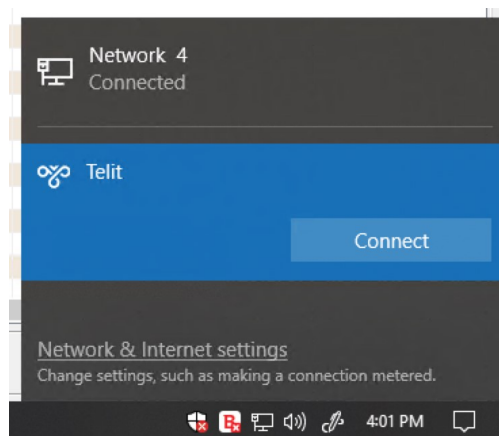 Network 4
Connected
Telit
Connect
Network & Internet settings
Change settings, such as making a connection metered.
B
4:01 PM